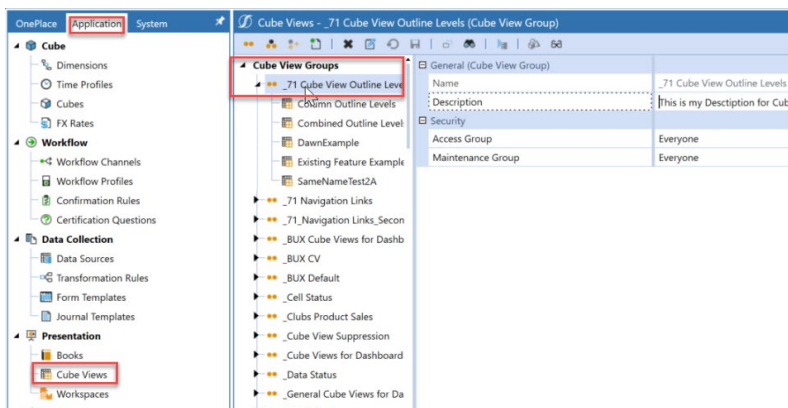 OnePlace Application System
Cube
Dimensions
Time Profiles
Cubes
FX Rates
Workflow
Workflow Channels
Workflow Profiles
Confirmation Rules
Certification Questions
Data Collection
Data Sources
Transformation Rules
Form Templates
Journal Templates
Presentation
Books
Cube Views
Workspaces
Cube Views - _71 Cube View Outline Levels (Cube View Group)
Cube View Groups
_71 Cube View Outline Leve
Column Outline Levels
Combined Outline Level
DawnExample
Existing Feature Example
SameNameTest2A
_71 Navigation Links
_71_Navigation Links_Secon
_BUX Cube Views for Dashb
_BUX CV
_BUX Default
_Cell Status
_Clubs Product Sales
_Cube View Suppression
_Cube Views for Dashboard
_Data Status
_General Cube Views for Da
General (Cube View Group)
Name _71 Cube View Outline Levels
Description This is my Desctiption for Cub
Security
Access Group Everyone
Maintenance Group Everyone